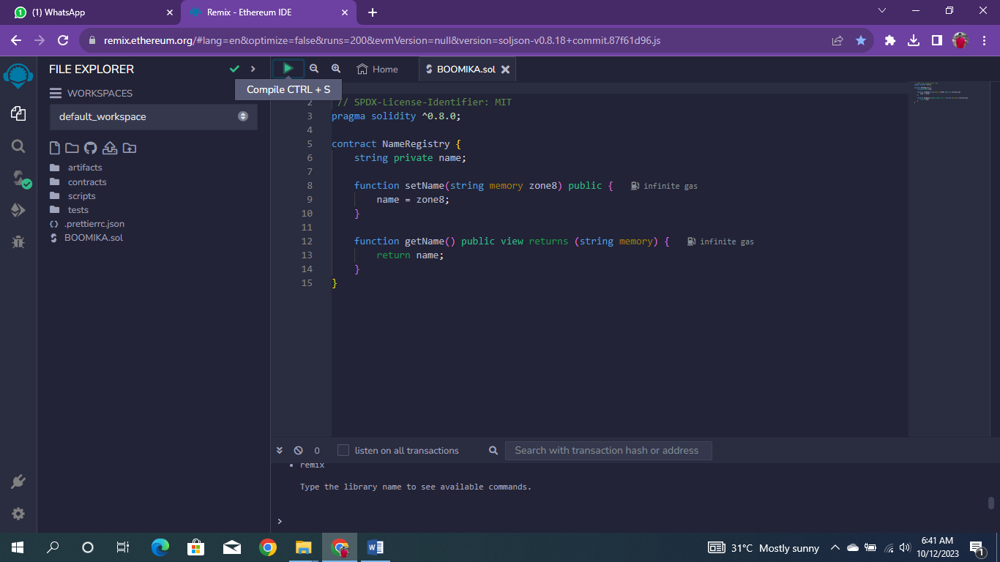 (1) WhatsApp
Remix - Ethereum IDE
remix.ethereum.org/#lang=en&optimize=false&runs=200&evmVersion=null&version=soljson-v0.8.18+commit.87f61d96.js
FILE EXPLORER
Home
BOOMIKA.sol
Compile CTRL + S
WORKSPACES
default_workspace
artifacts
contracts
scripts
tests
.prettierrc.json
BOOMIKA.sol
2 // SPDX-License-Identifier: MIT
3 pragma solidity ^0.8.0;
4
5 contract NameRegistry {
6 string private name;
7
8 function setName(string memory zone8) public { infinite gas
9 name = zone8;
10 }
11
12 function getName() public view returns (string memory) { infinite gas
13 return name;
14 }
15 }
0 listen on all transactions Search with transaction hash or address
remix
Type the library name to see available commands.
>
31°C Mostly sunny
6:41 AM
10/12/2023
1